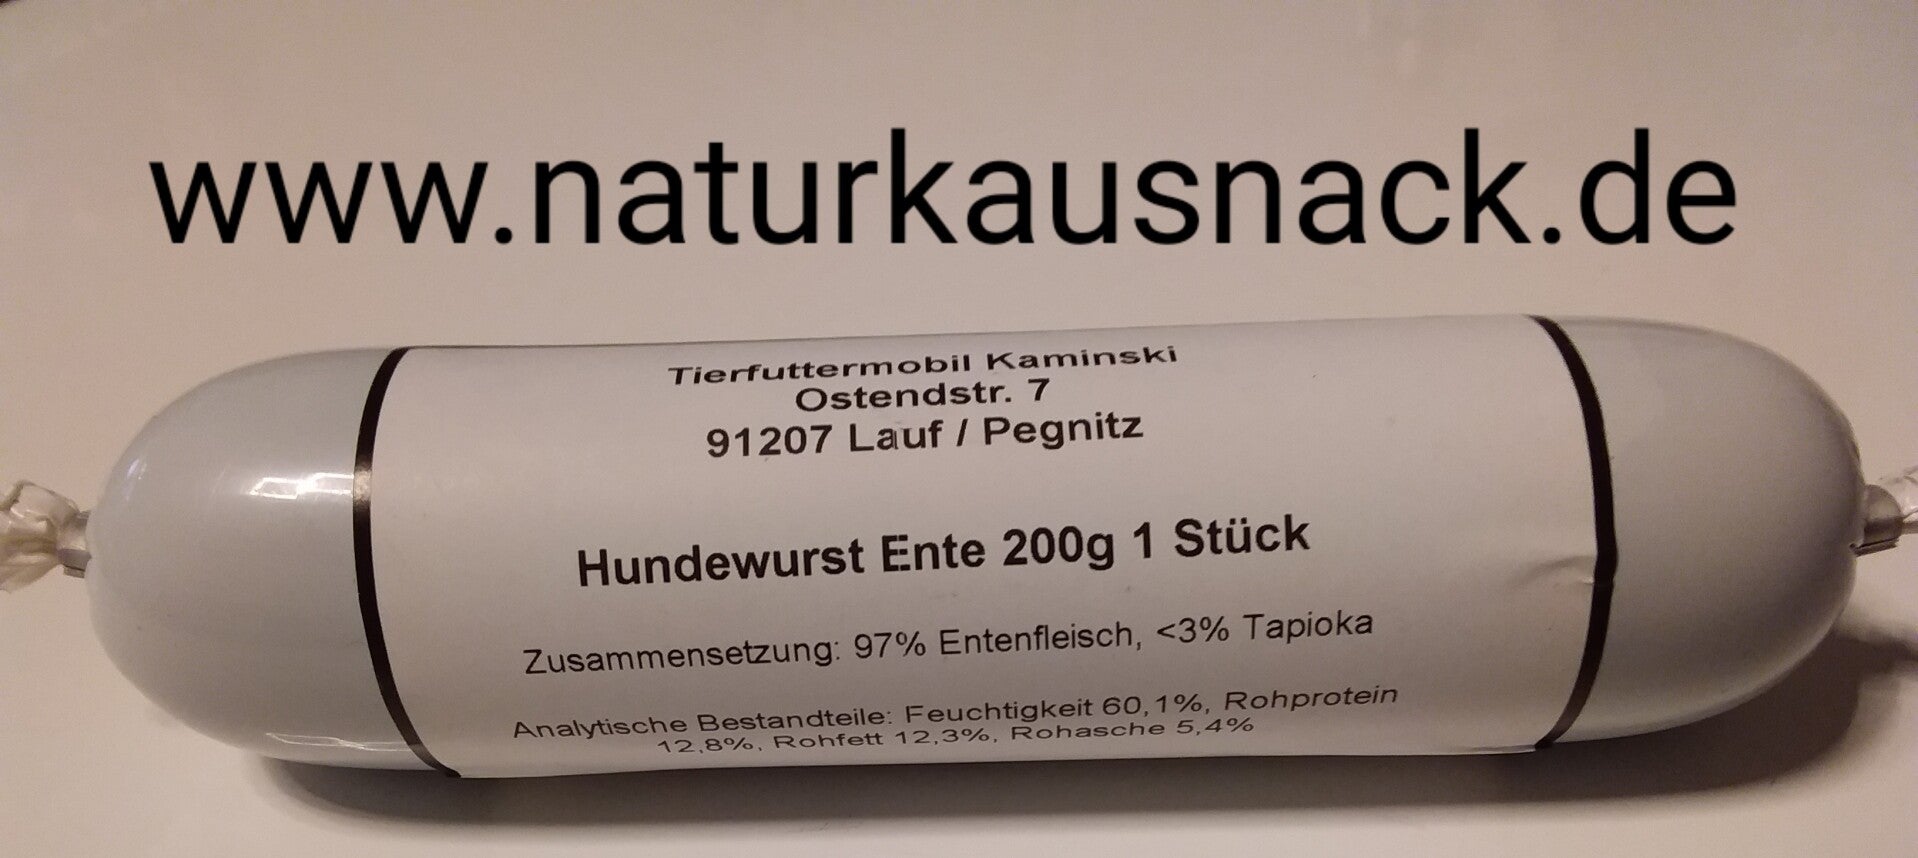 www.naturkausnack.de
Tierfuttermobil Kaminski
Ostendstr. 7
91207 Lauf / Pegnitz
Hundewurst Ente 200g 1 Stück
Zusammensetzung: 97% Entenfleisch, <3% Tapioka
Analytische Bestandteile: Feuchtigkeit 60,1%, Rohprotein
12,8%, Rohfett 12,3%, Rohasche 5,4%